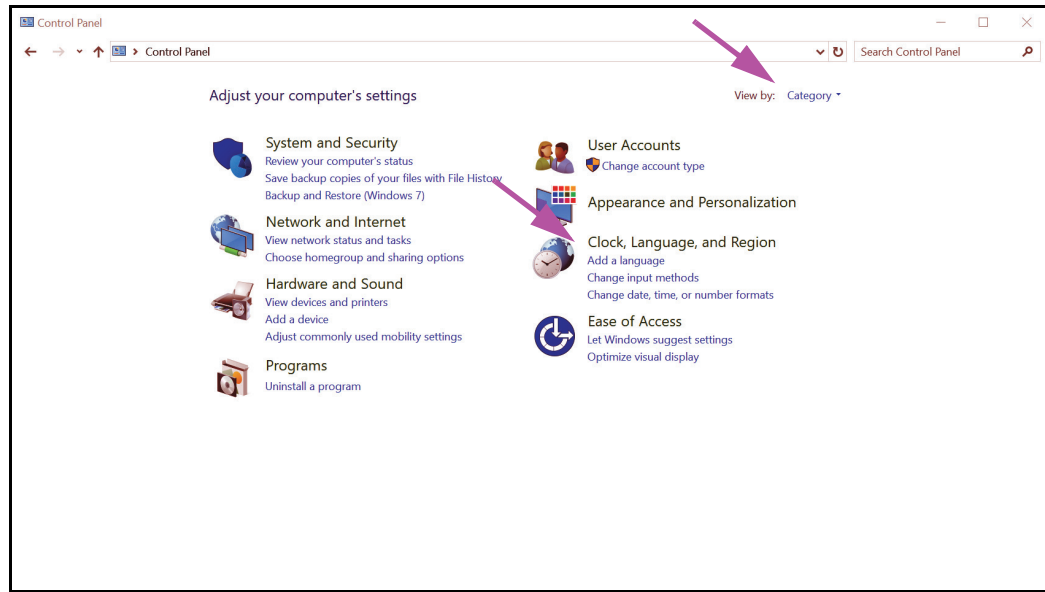 Control Panel
Control Panel
Search Control Panel
Adjust your computer's settings
View by: Category
System and Security
Review your computer's status
Save backup copies of your files with File History
Backup and Restore (Windows 7)
Network and Internet
View network status and tasks
Choose homegroup and sharing options
Hardware and Sound
View devices and printers
Add a device
Adjust commonly used mobility settings
Programs
Uninstall a program
User Accounts
Change account type
Appearance and Personalization
Clock, Language, and Region
Add a language
Change input methods
Change date, time, or number formats
Ease of Access
Let Windows suggest settings
Optimize visual display